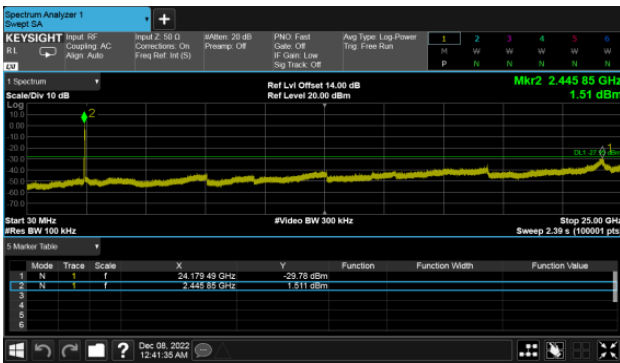 Spectrum Analyzer 1
Swept SA
+
KEYSIGHT Input: RF
Coupling: AC
Align: Auto
Input Z: 50 Ω
Corrections: On
Freq Ref: Int (S)
#Atten: 20 dB
Preamp: Off
PNO: Fast
Gate: Off
IF Gain: Low
Sig Track: Off
Avg Type: Log-Power
Trig: Free Run
1 2 3 4 5 6
M W W W W W
P N N N N N
RL
LXI
1 Spectrum
Scale/Div 10 dB
Ref Lvl Offset 14.00 dB
Ref Level 20.00 dBm
Mkr2 2.445 85 GHz
1.51 dBm
Log
10.0
0.00
-10.0
-20.0
-30.0
-40.0
-50.0
-60.0
-70.0
2
1
Start 30 MHz
#Res BW 100 kHz
#Video BW 300 kHz
Stop 25.00 GHz
Sweep 2.39 s (100001 pts)
5 Marker Table
Mode Trace Scale X Y Function Function Width Function Value
1 N 1 f 24.179 49 GHz -29.78 dBm
2 N 1 f 2.445 85 GHz 1.511 dBm
3
4
5
6
?
Dec 08, 2022
12:41:35 AM